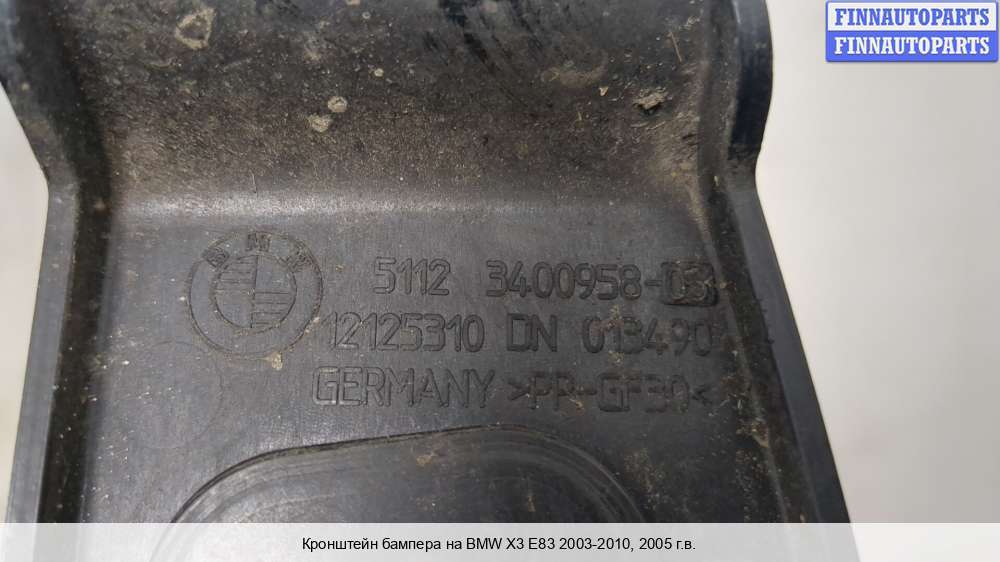 FINNAUTOPARTS
FINNAUTOPARTS
BMW
5112 3400958-03
12125310 DN 013490
GERMANY >PP-GF30<
Кронштейн бампера на BMW X3 E83 2003-2010, 2005 г.в.